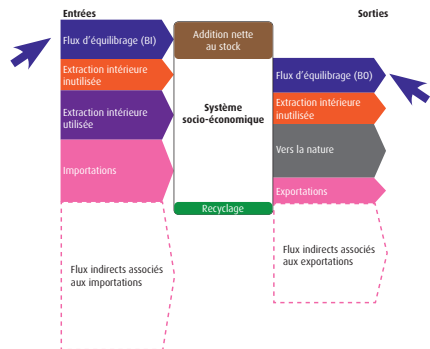 Entrées
Flux d'équilibrage (BI)
Extraction intérieure
inutilisée
Extraction intérieure
utilisée
Importations
Flux indirects associés
aux importations
Addition nette
au stock
Système
socio-économique
Recyclage
Sorties
Flux d'équilibrage (BO)
Extraction intérieure
inutilisée
Vers la nature
Exportations
Flux indirects associés
aux exportations